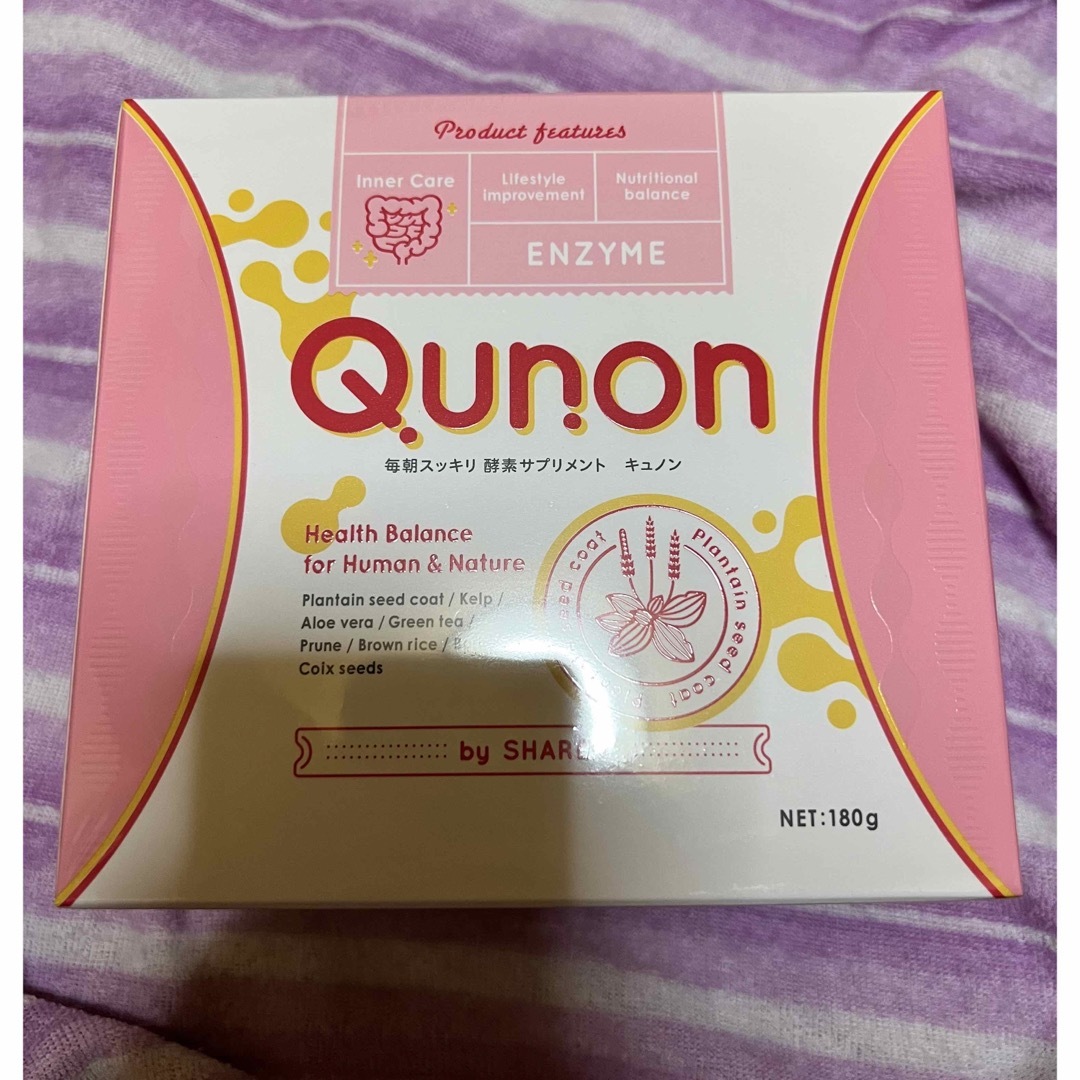 Product features
Inner Care
Lifestyle
improvement
Nutritional
balance
ENZYME
Qunon
毎朝スッキリ 酵素サプリメント キュノン
Health Balance
for Human & Nature
Plantain seed coat / Kelp /
Aloe vera / Green tea /
Prune / Brown rice /
Coix seeds
Plantain seed coat
seed coat
by
NET:180g